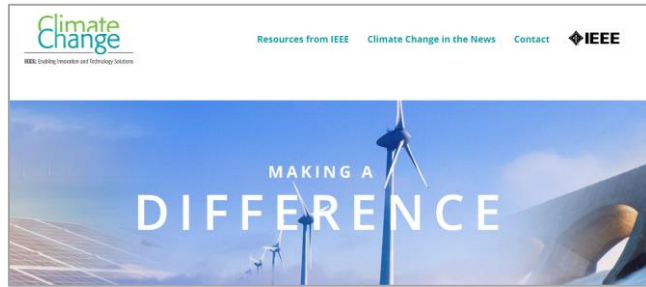 Climate
Change
IEEE: Enabling Innovation and Technology Solutions
Resources from IEEE
Climate Change in the News
Contact
IEEE
MAKING A
DIFFERENCE